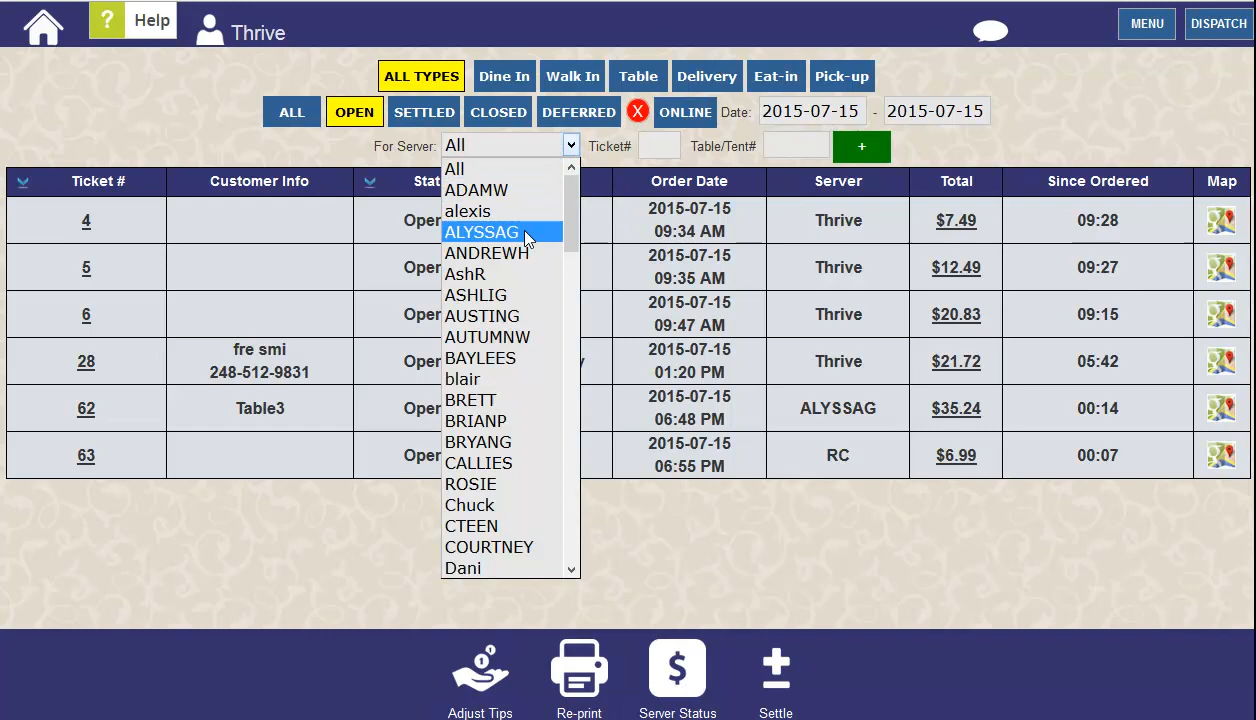 ? Help
Thrive
MENU
DISPATCH
ALL TYPES Dine In Walk In Table Delivery Eat-in Pick-up
ALL OPEN SETTLED CLOSED DEFERRED X ONLINE Date: 2015-07-15 - 2015-07-15
For Server: All Ticket# Table/Tent# +
Ticket # Customer Info Stat Order Date Server Total Since Ordered Map
4 Open 2015-07-15 09:34 AM Thrive $7.49 09:28
5 Open 2015-07-15 09:35 AM Thrive $12.49 09:27
6 Open 2015-07-15 09:47 AM Thrive $20.83 09:15
28 fre smi 248-512-9831 Open y 2015-07-15 01:20 PM Thrive $21.72 05:42
62 Table3 Open 2015-07-15 06:48 PM ALYSSAG $35.24 00:14
63 Open 2015-07-15 06:55 PM RC $6.99 00:07
All
ADAMW
alexis
ALYSSAG
ANDREWH
AshR
ASHLIG
AUSTING
AUTUMNW
BAYLEES
blair
BRETT
BRIANP
BRYANG
CALLIES
ROSIE
Chuck
CTEEN
COURTNEY
Dani
$
Adjust Tips Re-print Server Status Settle